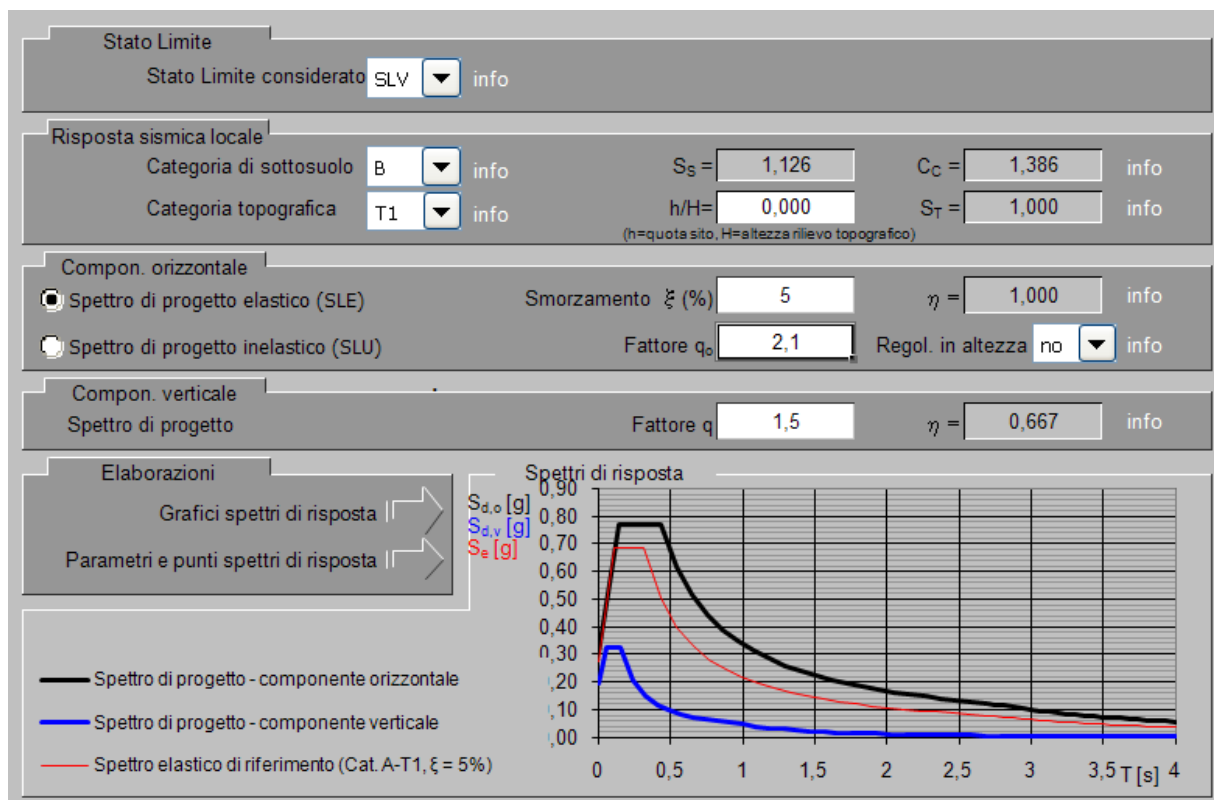 Stato Limite
Stato Limite considerato SLV info
Risposta sismica locale
Categoria di sottosuolo B info Ss = 1,126 Cc = 1,386 info
Categoria topografica T1 info h/H= 0,000 ST = 1,000 info
(h=quota sito, H=altezza rilievo topografico)
Compon. orizzontale
Spettro di progetto elastico (SLE) Smorzamento ξ (%) 5 η = 1,000 info
Spettro di progetto inelastico (SLU) Fattore qo 2,1 Regol. in altezza no info
Compon. verticale
Spettro di progetto Fattore q 1,5 η = 0,667 info
Elaborazioni
Grafici spettri di risposta
Parametri e punti spettri di risposta
Spettri di risposta
Sd,o [g]
Sd,v [g]
Se [g]
0,90
0,80
0,70
0,60
0,50
0,40
0,30
,20
,10
,00
0 0,5 1 1,5 2 2,5 3 3,5 T [s] 4
Spettro di progetto - componente orizzontale
Spettro di progetto - componente verticale
Spettro elastico di riferimento (Cat. A-T1, ξ = 5%)